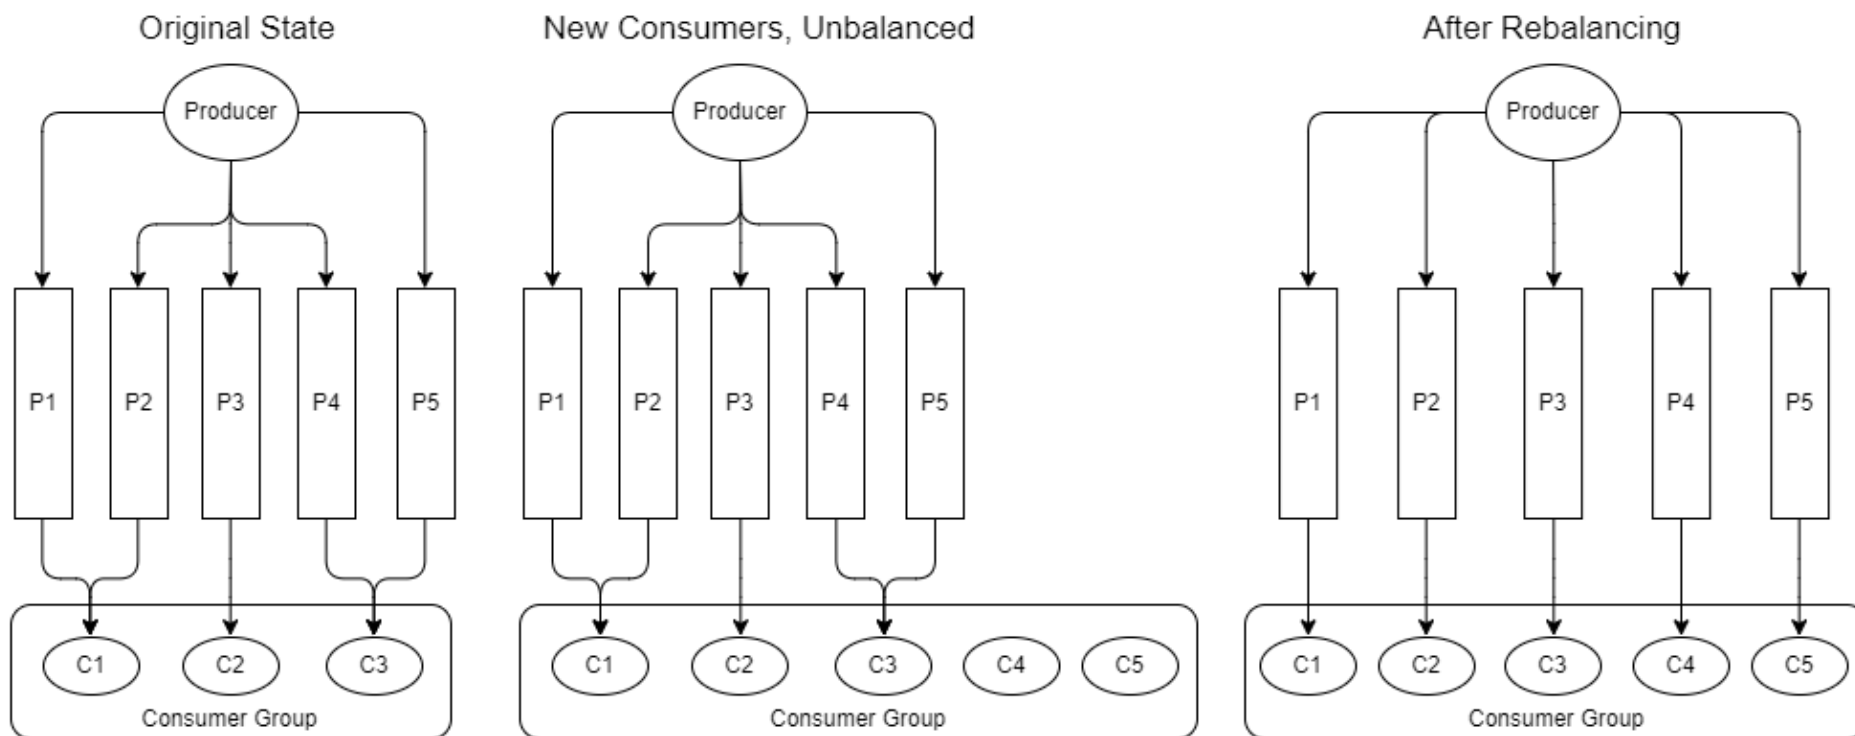 Original State
Producer
P1
P2
P3
P4
P5
C1
C2
C3
Consumer Group
New Consumers, Unbalanced
Producer
P1
P2
P3
P4
P5
C1
C2
C3
C4
C5
Consumer Group
After Rebalancing
Producer
P1
P2
P3
P4
P5
C1
C2
C3
C4
C5
Consumer Group